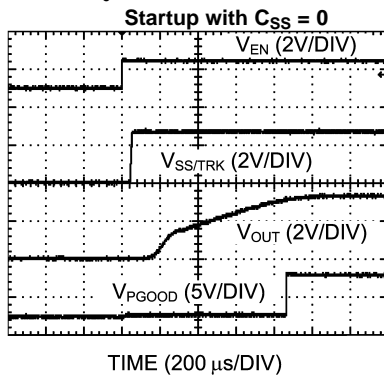 Startup with CSS = 0
VEN (2V/DIV)
VSS/TRK (2V/DIV)
VOUT (2V/DIV)
VPGOOD (5V/DIV)
TIME (200 μs/DIV)